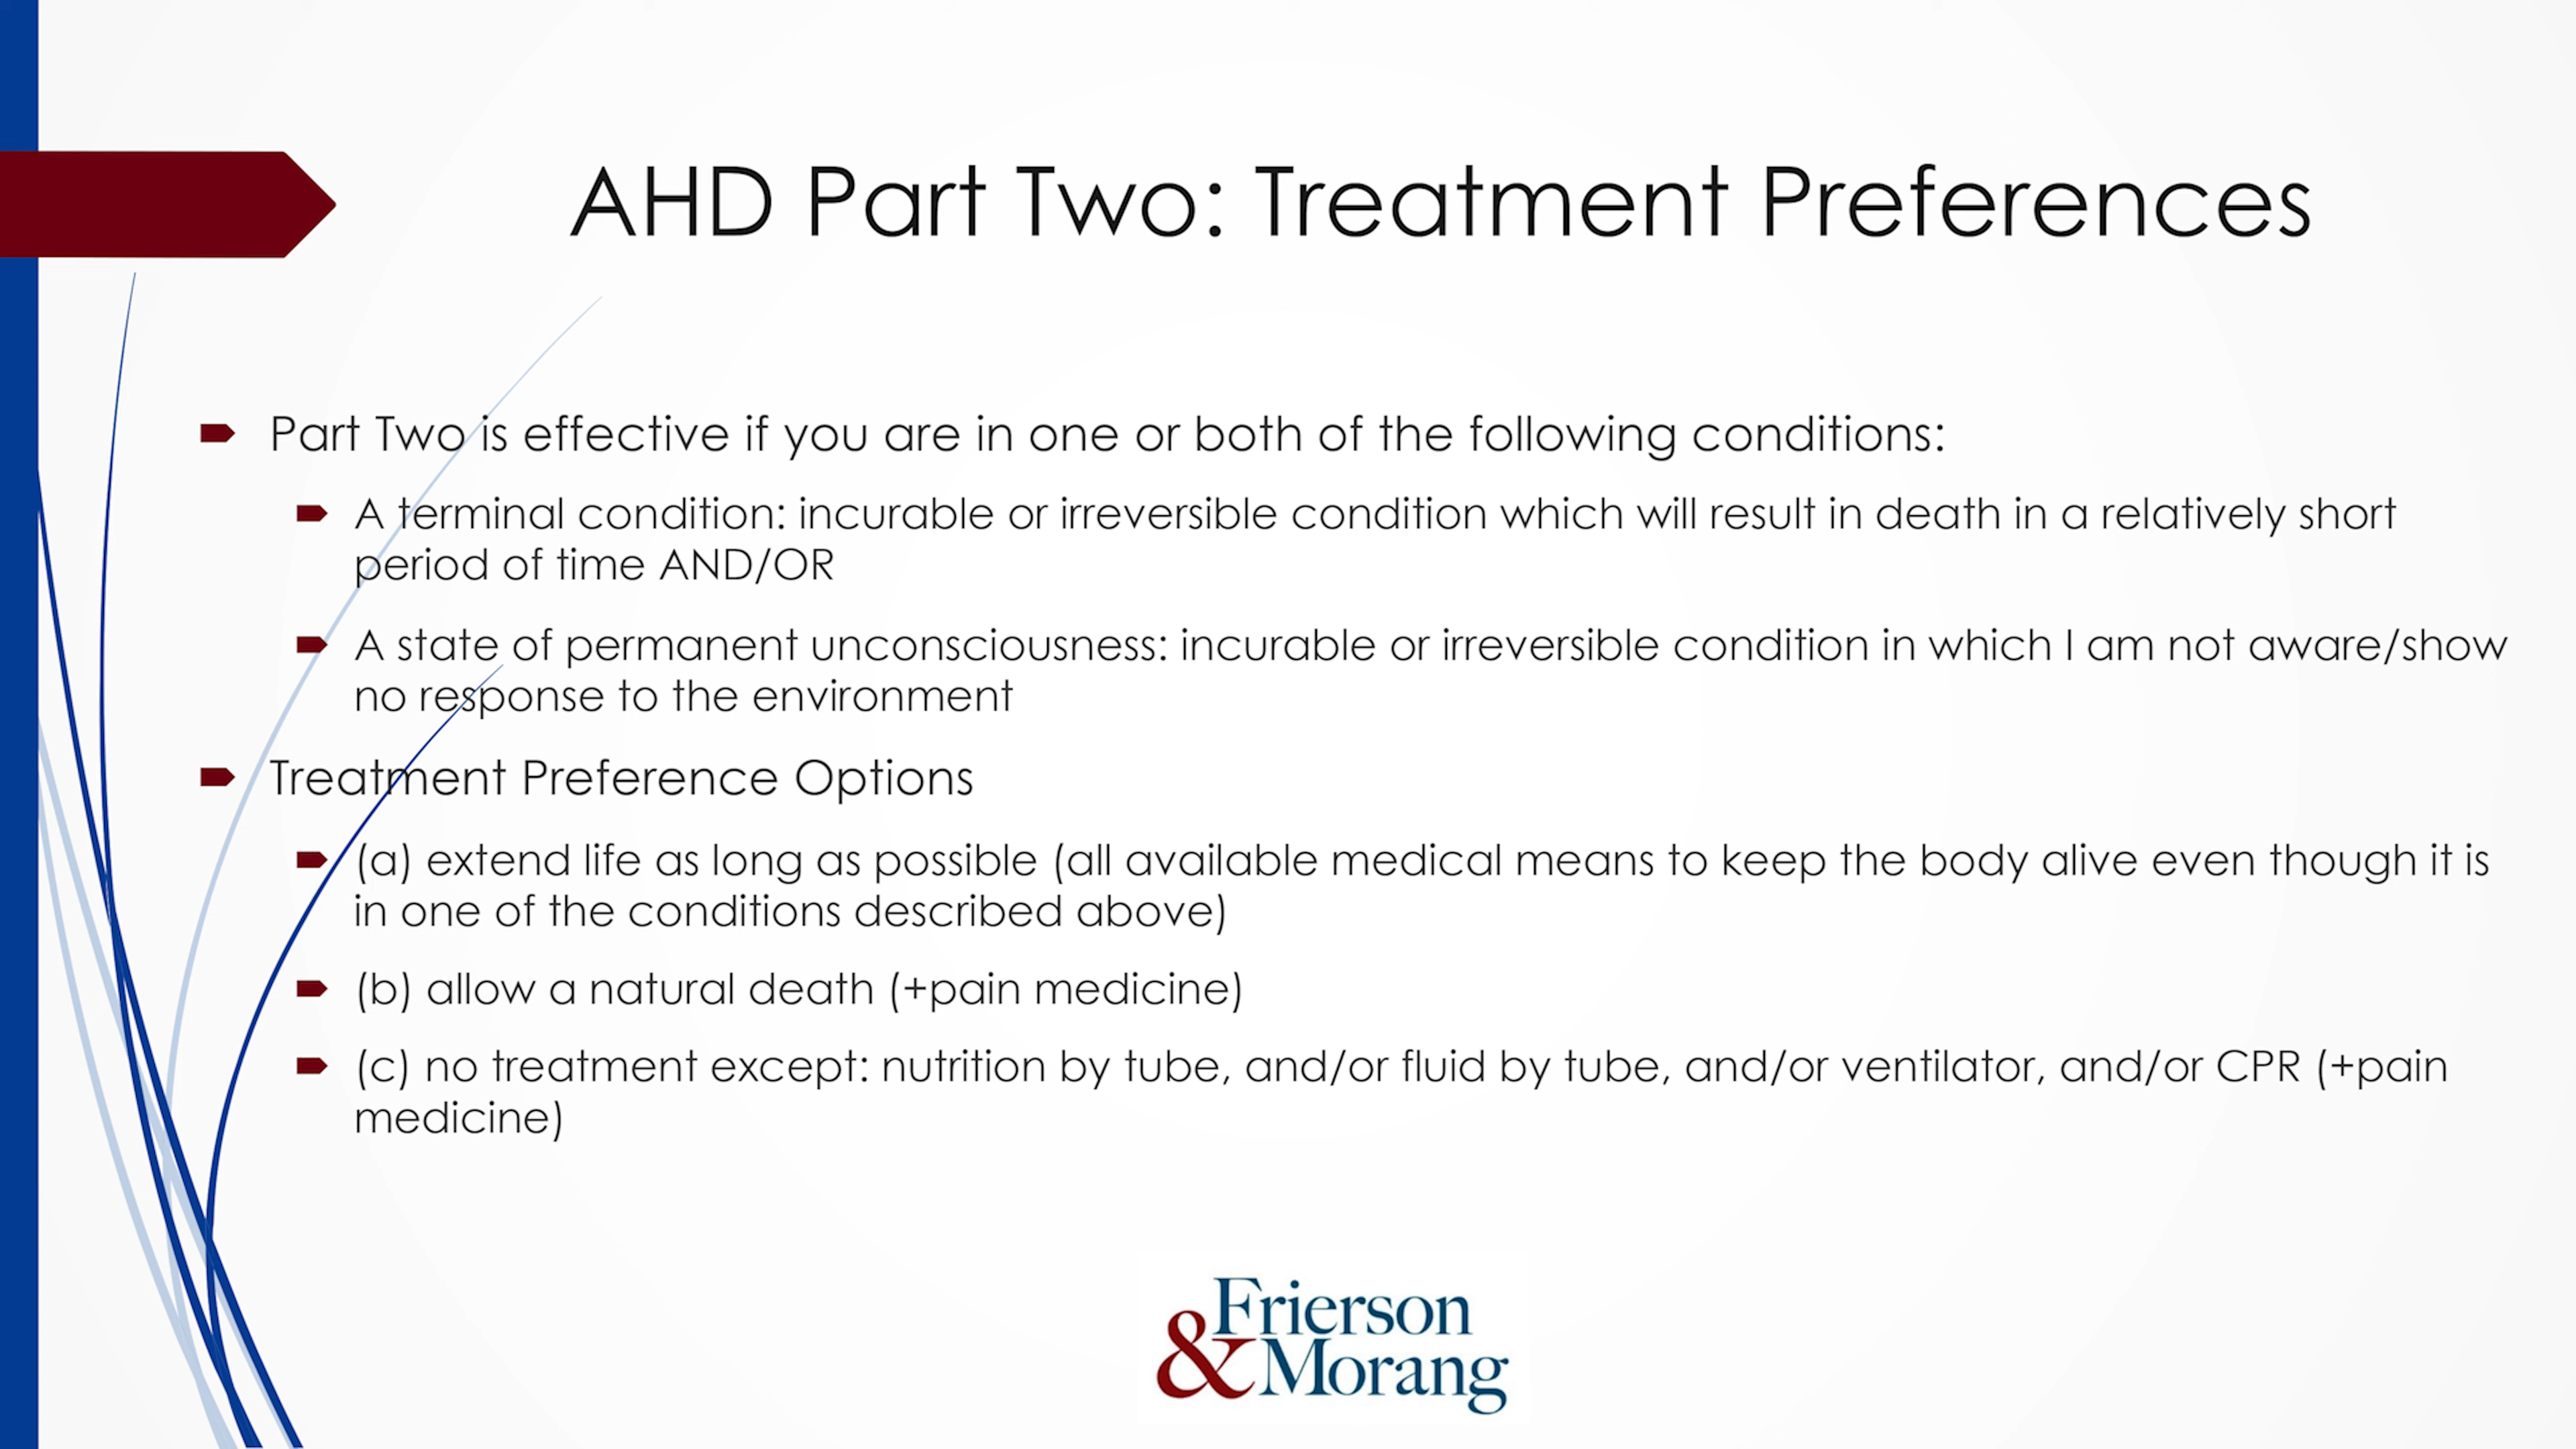 AHD Part Two: Treatment Preferences
Part Two is effective if you are in one or both of the following conditions:
A terminal condition: incurable or irreversible condition which will result in death in a relatively short
period of time AND/OR
A state of permanent unconsciousness: incurable or irreversible condition in which I am not aware/show
no response to the environment
Treatment Preference Options
(a) extend life as long as possible (all available medical means to keep the body alive even though it is
in one of the conditions described above)
(b) allow a natural death (+pain medicine)
(c) no treatment except: nutrition by tube, and/or fluid by tube, and/or ventilator, and/or CPR (+pain
medicine)
Frierson
&Morang